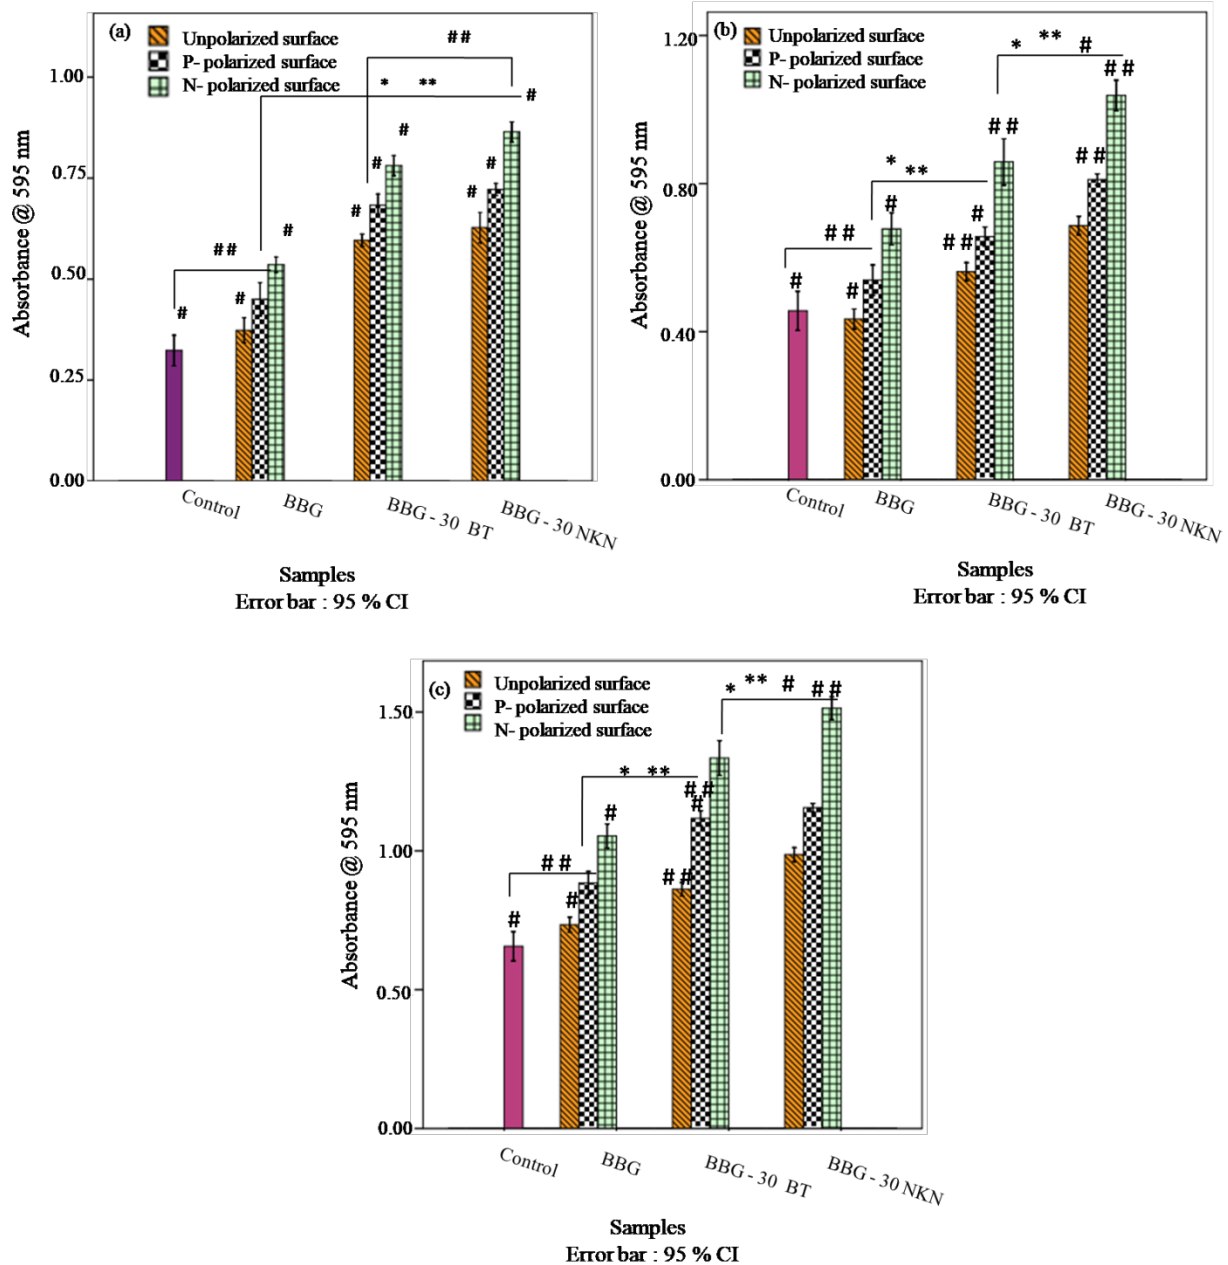 (a)
Unpolarized surface
P- polarized surface
N- polarized surface
##
* **
#
#
#
#
#
#
#
##
#
#
#
1.00
0.75
0.50
0.25
0.00
Absorbance @ 595 nm
Control
BBG
BBG - 30 BT
BBG - 30 NKN
Samples
Error bar : 95 % CI
(b)
Unpolarized surface
P- polarized surface
N- polarized surface
* ** #
##
##
##
* **
#
#
##
##
#
#
1.20
0.80
0.40
0.00
Absorbance @ 595 nm
Control
BBG
BBG - 30 BT
BBG - 30 NKN
Samples
Error bar : 95 % CI
(c)
Unpolarized surface
P- polarized surface
N- polarized surface
* ** # ##
* **
##
#
#
##
##
#
#
1.50
1.00
0.50
0.00
Absorbance @ 595 nm
Control
BBG
BBG - 30 BT
BBG - 30 NKN
Samples
Error bar : 95 % CI